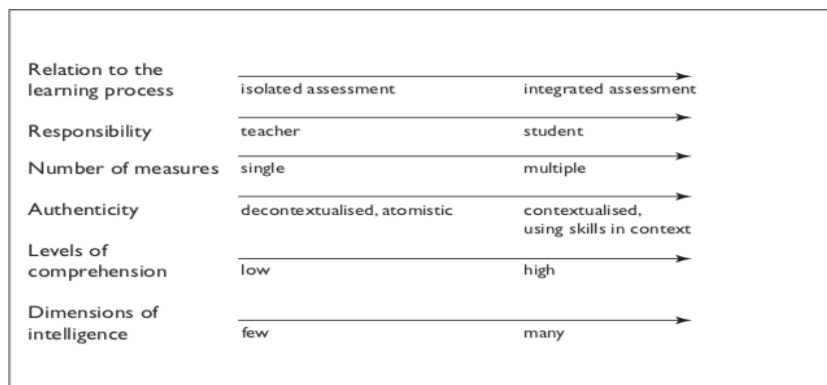 Relation to the
learning process
isolated assessment
integrated assessment
Responsibility
teacher
student
Number of measures
single
multiple
Authenticity
decontextualised, atomistic
contextualised,
using skills in context
Levels of
comprehension
low
high
Dimensions of
intelligence
few
many